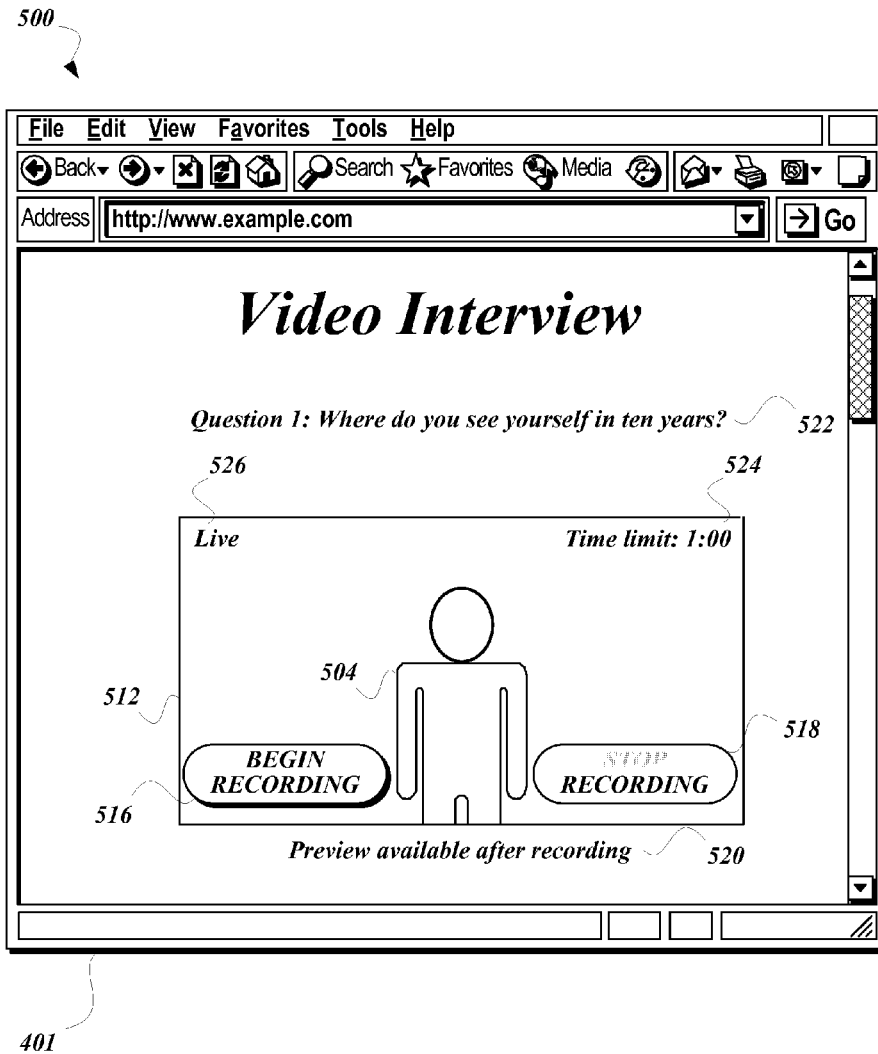 500
File Edit View Favorites Tools Help
Back Search Favorites Media
Address http://www.example.com Go
Video Interview
Question 1: Where do you see yourself in ten years?
522
526 524
Live Time limit: 1:00
504
512
518
BEGIN RECORDING
STOP RECORDING
516
Preview available after recording
520
401